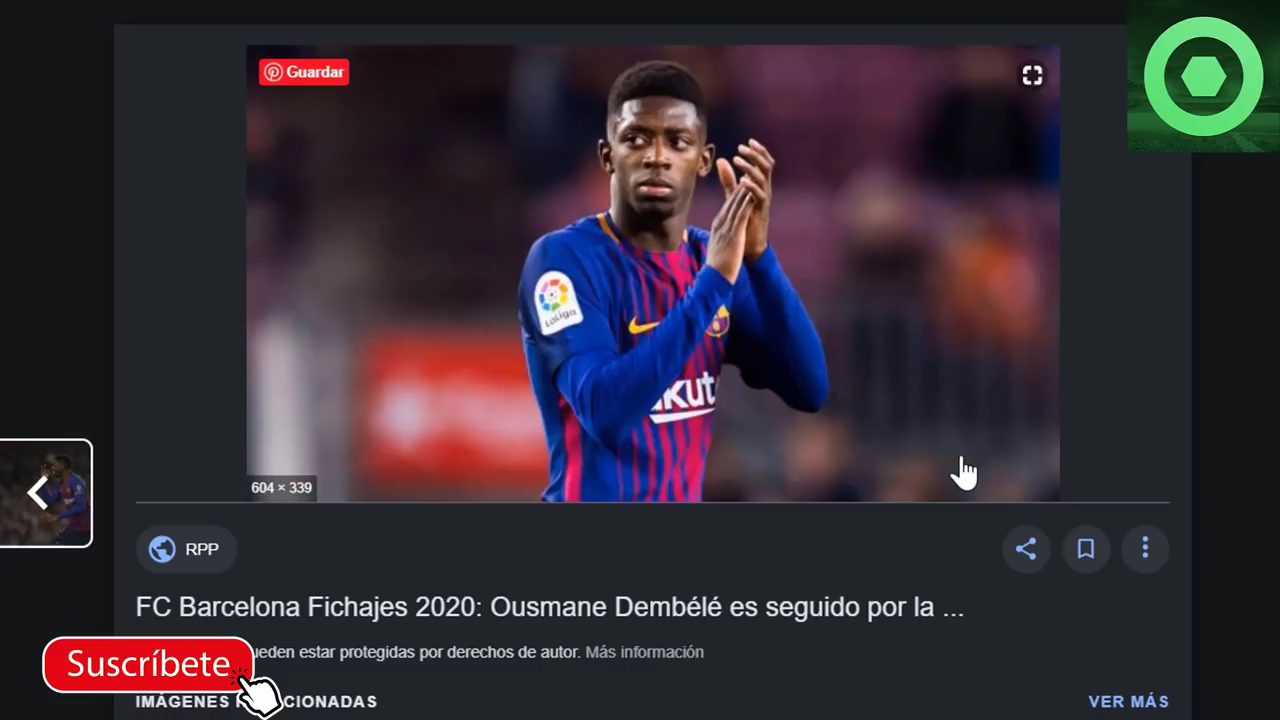 Guardar
LaLiga
akut
604 × 339
RPP
FC Barcelona Fichajes 2020: Ousmane Dembélé es seguido por la ...
ueden estar protegidas por derechos de autor. Más información
Suscríbete
IMÁGENES R CIONADAS
VER MÁS